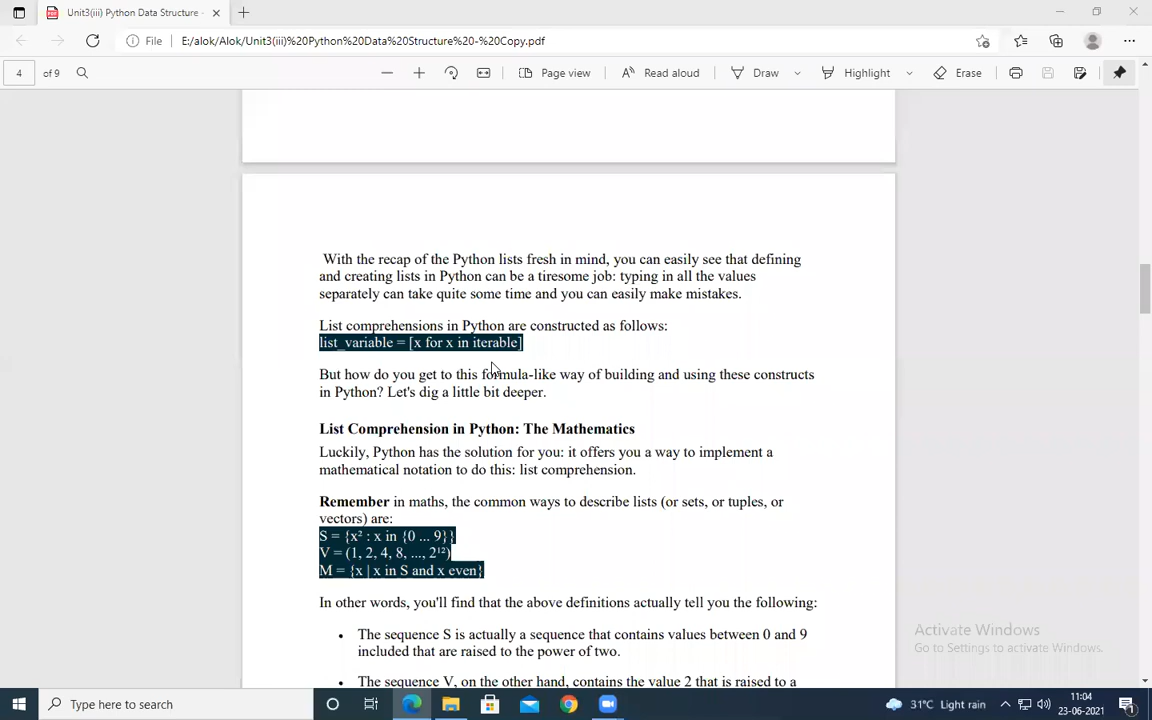 Unit3(iii) Python Data Structure -
File
E:/alok/Alok/Unit3(iii)%20Python%20Data%20Structure%20-%20Copy.pdf
4 of 9
Page view
Read aloud
Draw
Highlight
Erase
With the recap of the Python lists fresh in mind, you can easily see that defining
and creating lists in Python can be a tiresome job: typing in all the values
separately can take quite some time and you can easily make mistakes.
List comprehensions in Python are constructed as follows:
list_variable = [x for x in iterable]
But how do you get to this formula-like way of building and using these constructs
in Python? Let's dig a little bit deeper.
List Comprehension in Python: The Mathematics
Luckily, Python has the solution for you: it offers you a way to implement a
mathematical notation to do this: list comprehension.
Remember in maths, the common ways to describe lists (or sets, or tuples, or
vectors) are:
S = {x² : x in {0 ... 9}}
V = (1, 2, 4, 8, ..., 2¹²)
M = {x | x in S and x even}
In other words, you'll find that the above definitions actually tell you the following:
• The sequence S is actually a sequence that contains values between 0 and 9
included that are raised to the power of two.
• The sequence V, on the other hand, contains the value 2 that is raised to a
Activate Windows
Go to Settings to activate Windows.
Type here to search
31°C Light rain
11:04
23-06-2021
1